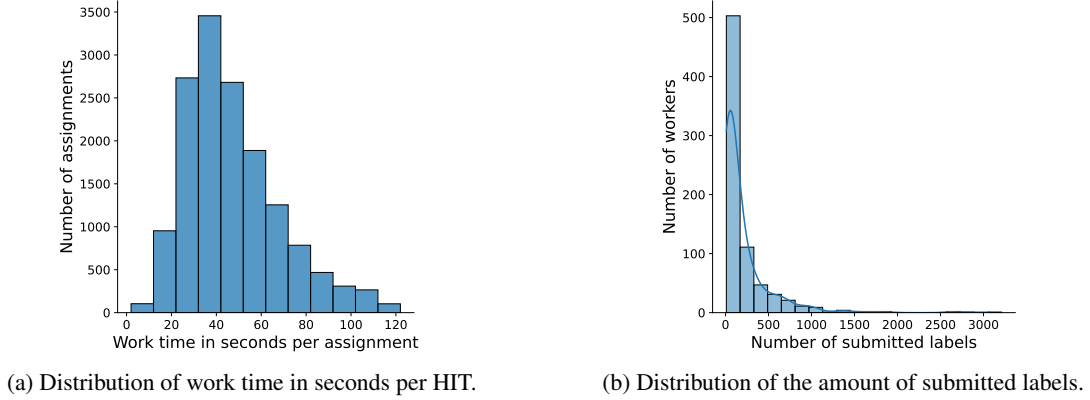 3500
3000
2500
2000
1500
1000
500
0
Number of assignments
0 20 40 60 80 100 120
Work time in seconds per assignment
(a) Distribution of work time in seconds per HIT.
500
400
300
200
100
0
Number of workers
0 500 1000 1500 2000 2500 3000
Number of submitted labels
(b) Distribution of the amount of submitted labels.